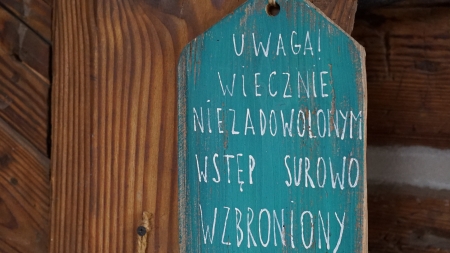 UWAGA!
WIECZNIE
NIEZADOWOLONYM
WSTĘP SUROWO
WZBRONIONY